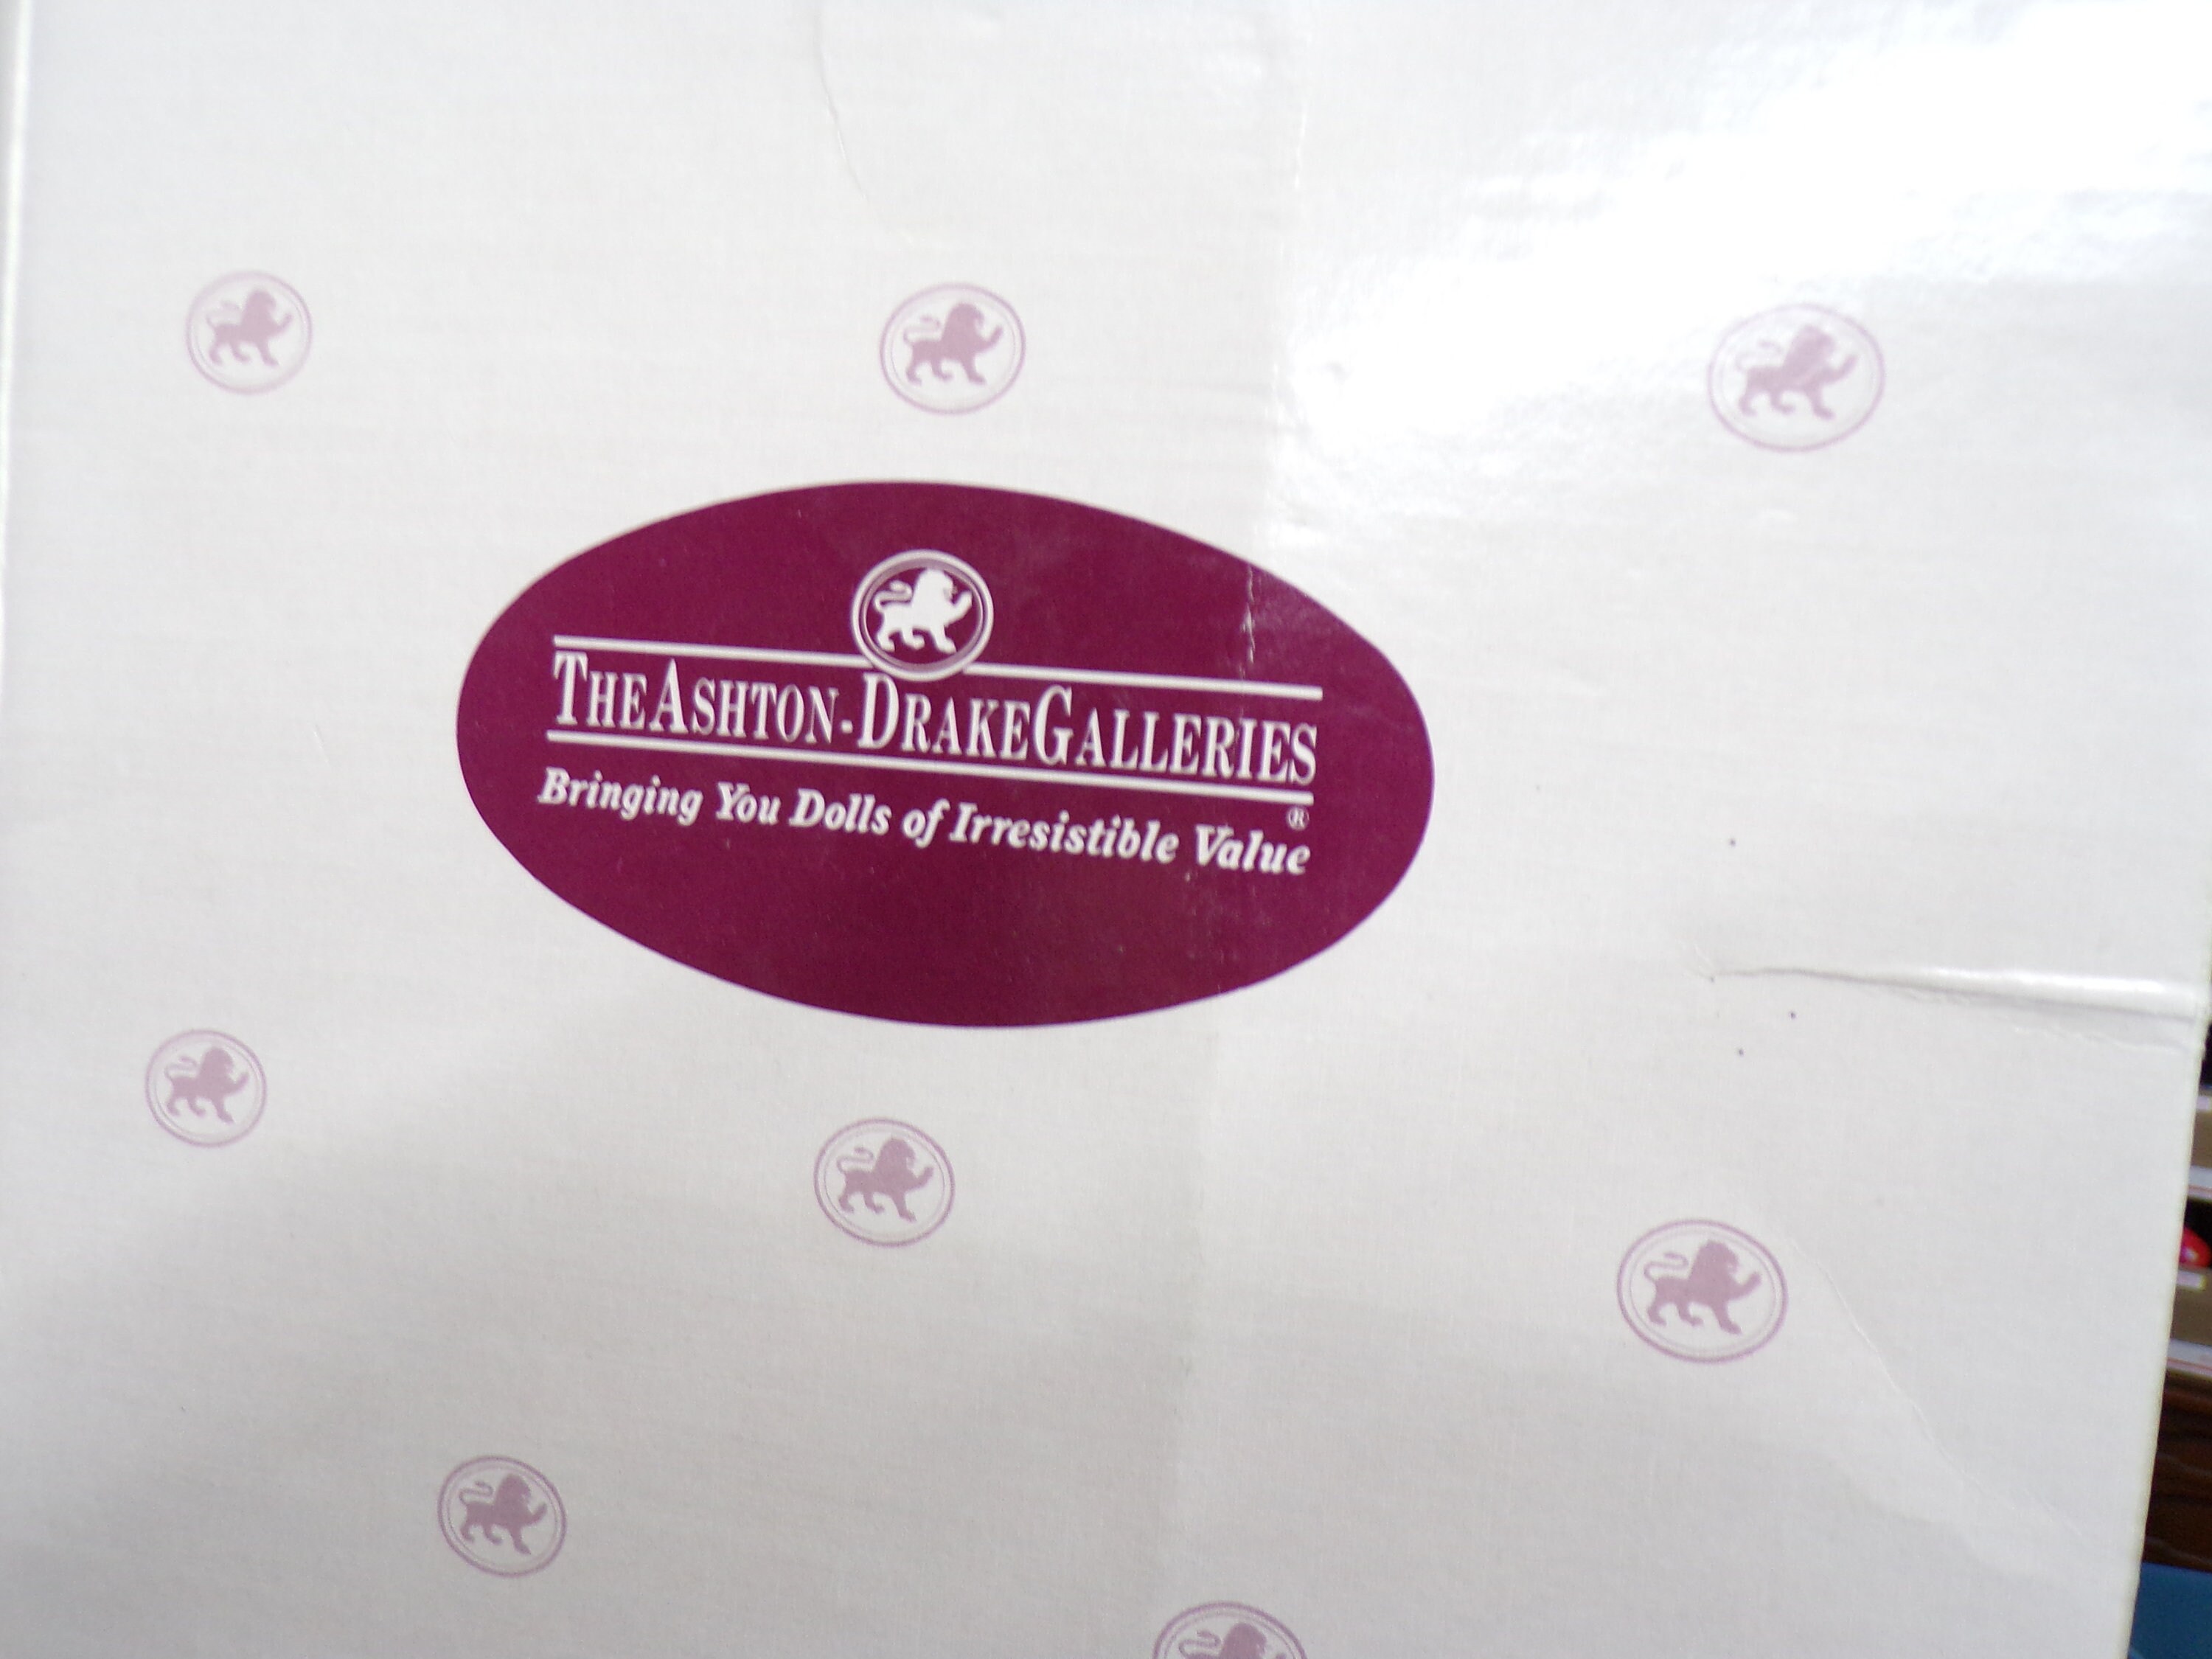 THE ASHTON-DRAKE GALLERIES
®
Bringing You Dolls of Irresistible Value